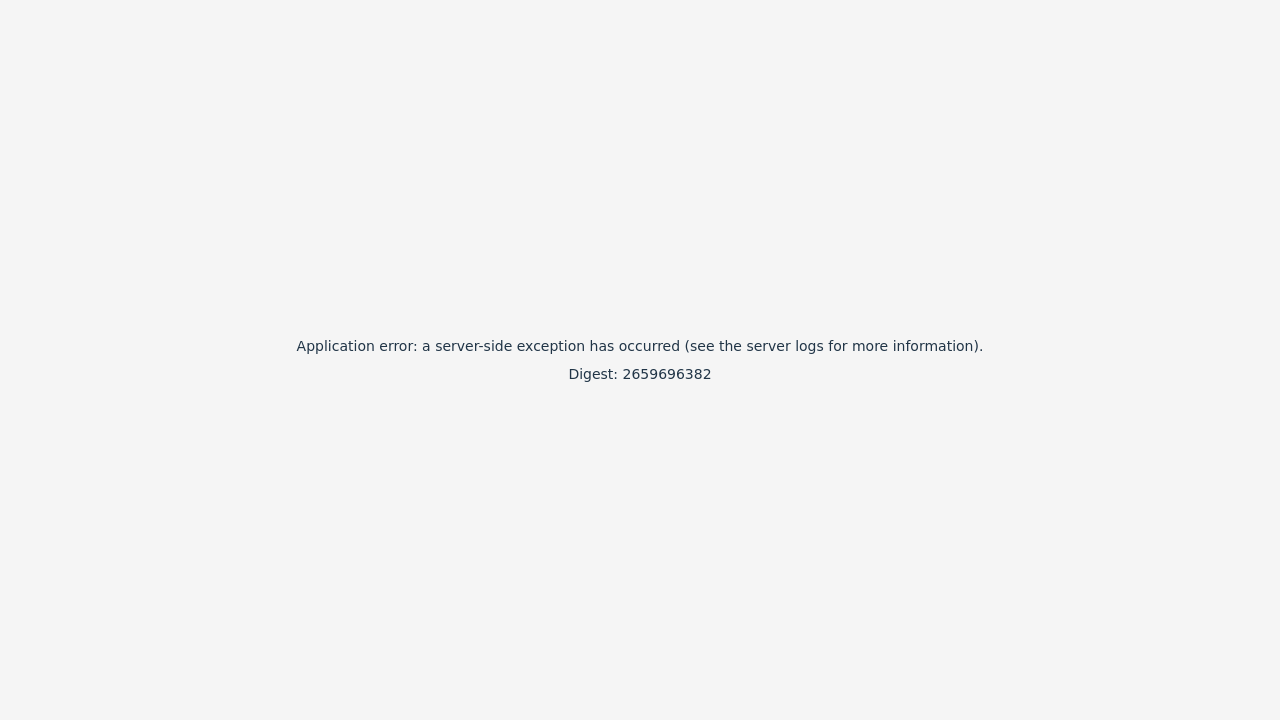 Application error: a server-side exception has occurred (see the server logs for more information).
Digest: 2659696382